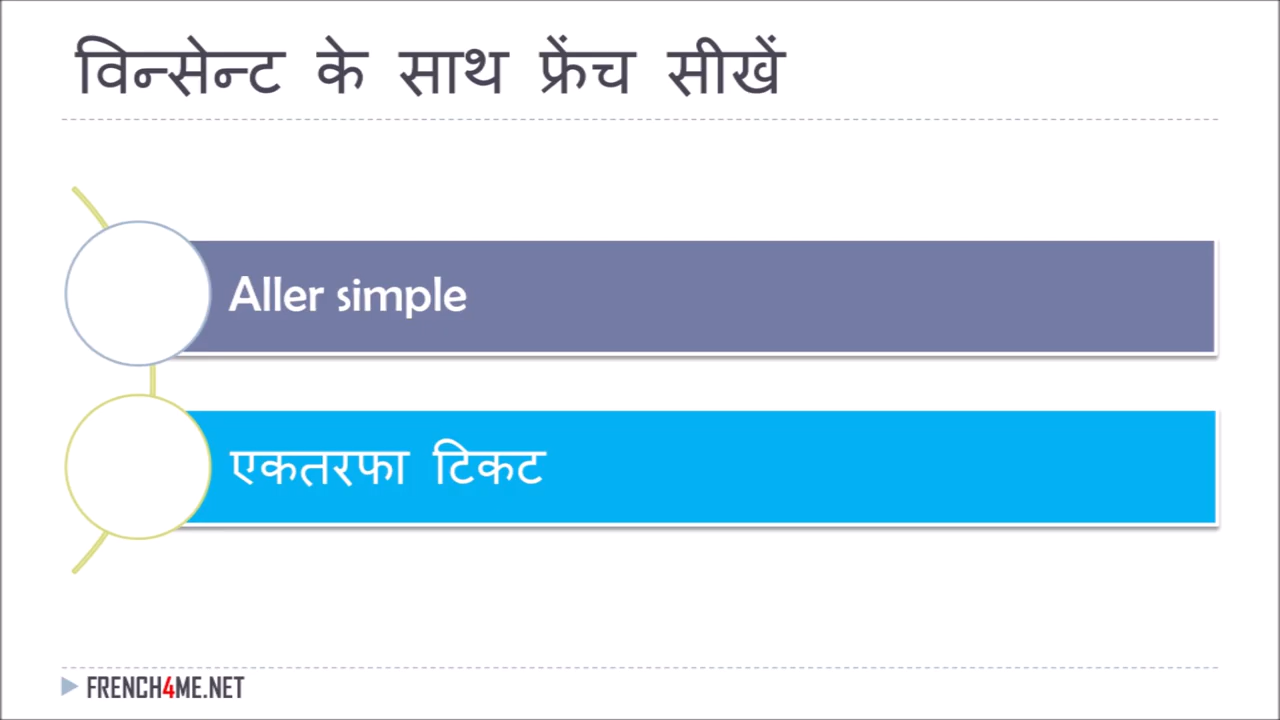 विन्सेन्ट के साथ फ्रेंच सीखें
Aller simple
एकतरफा टिकट
FRENCH4ME.NET